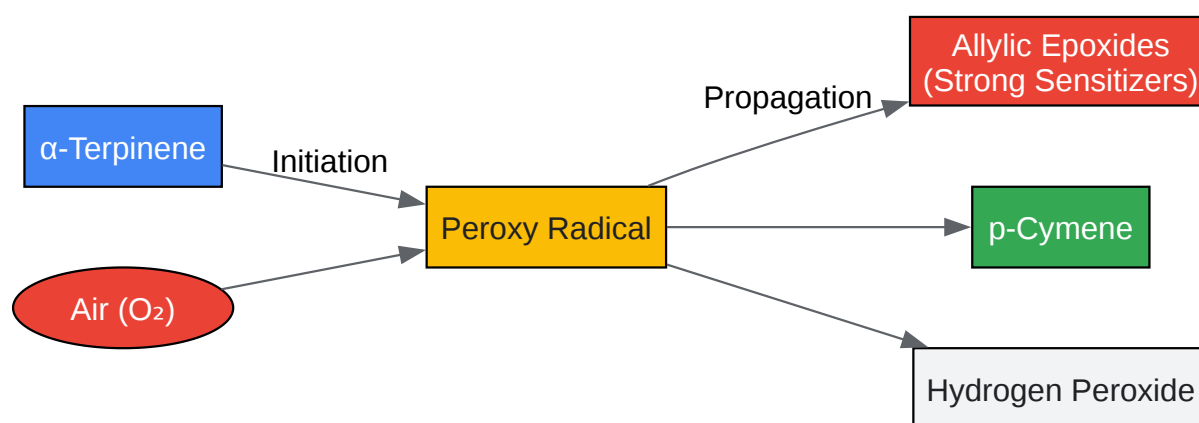 α-Terpinene
Air (O₂)
Initiation
Peroxy Radical
Propagation
Allylic Epoxides
(Strong Sensitizers)
p-Cymene
Hydrogen Peroxide